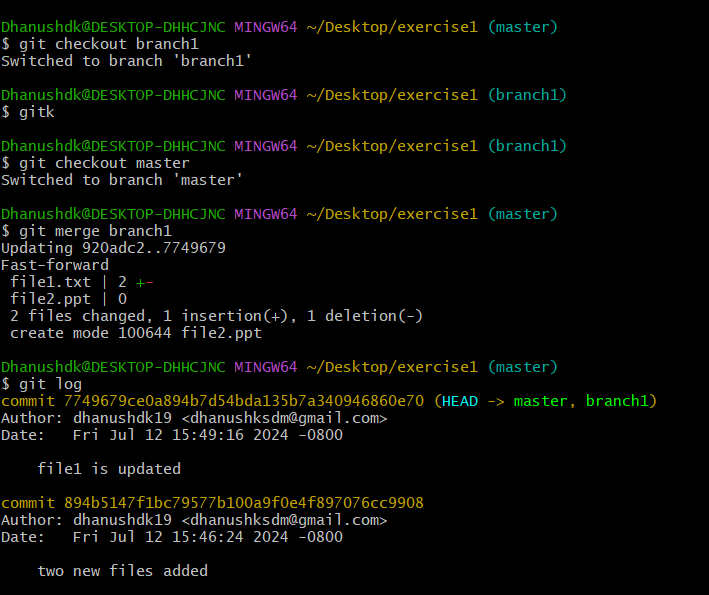 Dhanushdk@DESKTOP-DHHCJNC MINGW64 ~/Desktop/exercise1 (master)
$ git checkout branch1
Switched to branch 'branch1'
Dhanushdk@DESKTOP-DHHCJNC MINGW64 ~/Desktop/exercise1 (branch1)
$ gitk
Dhanushdk@DESKTOP-DHHCJNC MINGW64 ~/Desktop/exercise1 (branch1)
$ git checkout master
Switched to branch 'master'
Dhanushdk@DESKTOP-DHHCJNC MINGW64 ~/Desktop/exercise1 (master)
$ git merge branch1
Updating 920adc2..7749679
Fast-forward
 file1.txt | 2 +-
 file2.ppt | 0
 2 files changed, 1 insertion(+), 1 deletion(-)
 create mode 100644 file2.ppt
Dhanushdk@DESKTOP-DHHCJNC MINGW64 ~/Desktop/exercise1 (master)
$ git log
commit 7749679ce0a894b7d54bda135b7a340946860e70 (HEAD -> master, branch1)
Author: dhanushdk19 <dhanushksdm@gmail.com>
Date:   Fri Jul 12 15:49:16 2024 -0800
    file1 is updated
commit 894b5147f1bc79577b100a9f0e4f897076cc9908
Author: dhanushdk19 <dhanushksdm@gmail.com>
Date:   Fri Jul 12 15:46:24 2024 -0800
    two new files added